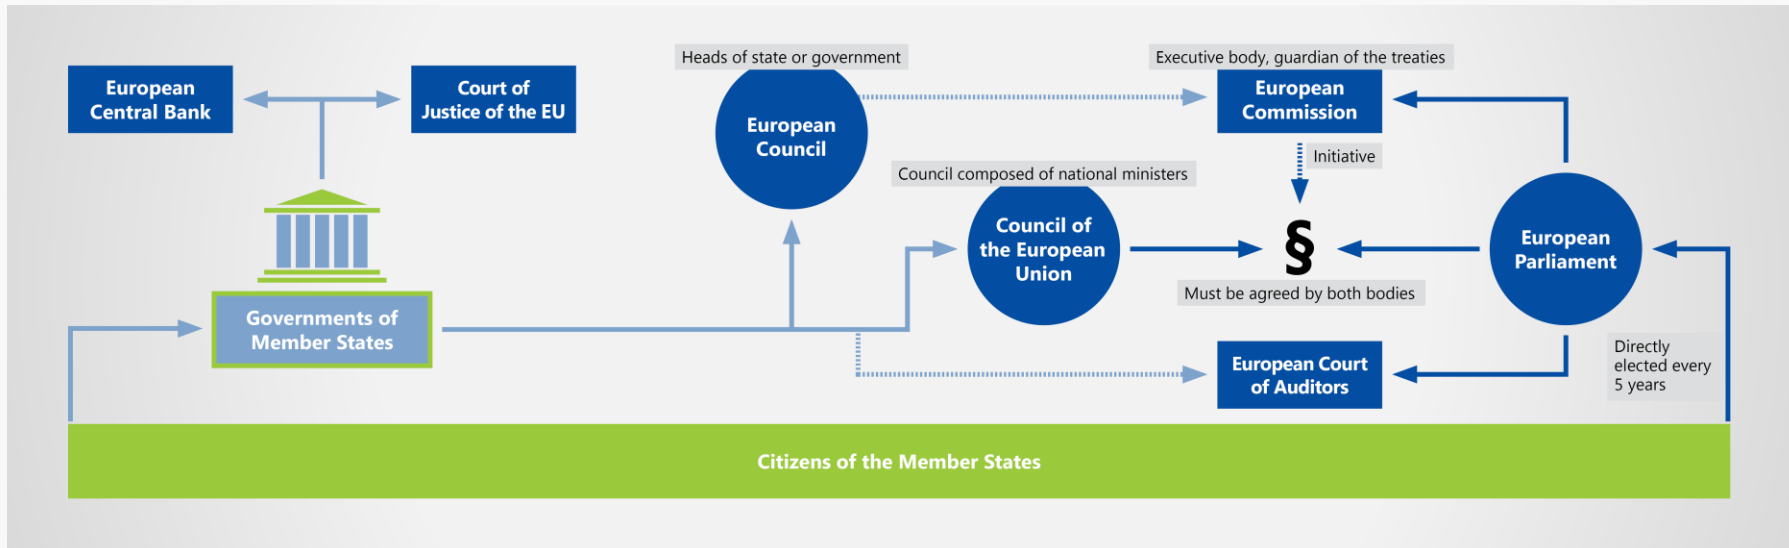 European
Central Bank
Court of
Justice of the EU
Heads of state or government
European
Council
Executive body, guardian of the treaties
European
Commission
Initiative
Council composed of national ministers
Council of
the European
Union
§
Must be agreed by both bodies
European
Parliament
Governments of
Member States
European Court
of Auditors
Directly
elected every
5 years
Citizens of the Member States